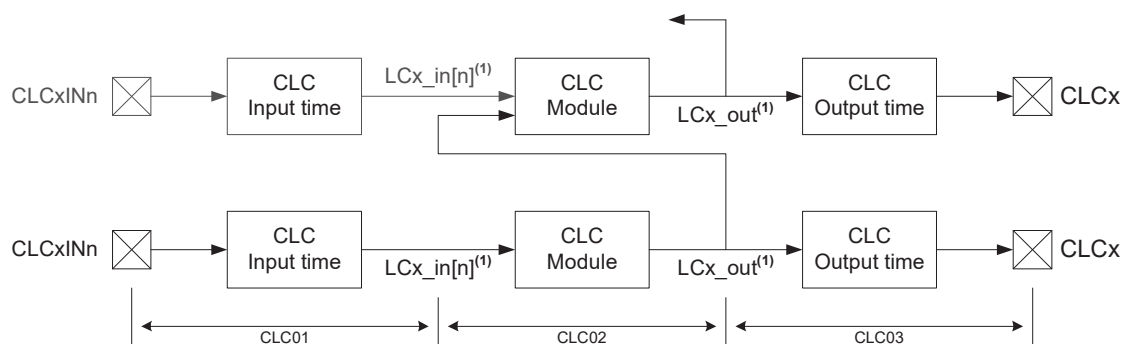 CLCxINn
CLC
Input time
LCx_in[n](1)
CLC
Module
LCx_out(1)
CLC
Output time
CLCx
CLCxINn
CLC
Input time
LCx_in[n](1)
CLC
Module
LCx_out(1)
CLC
Output time
CLCx
CLC01
CLC02
CLC03